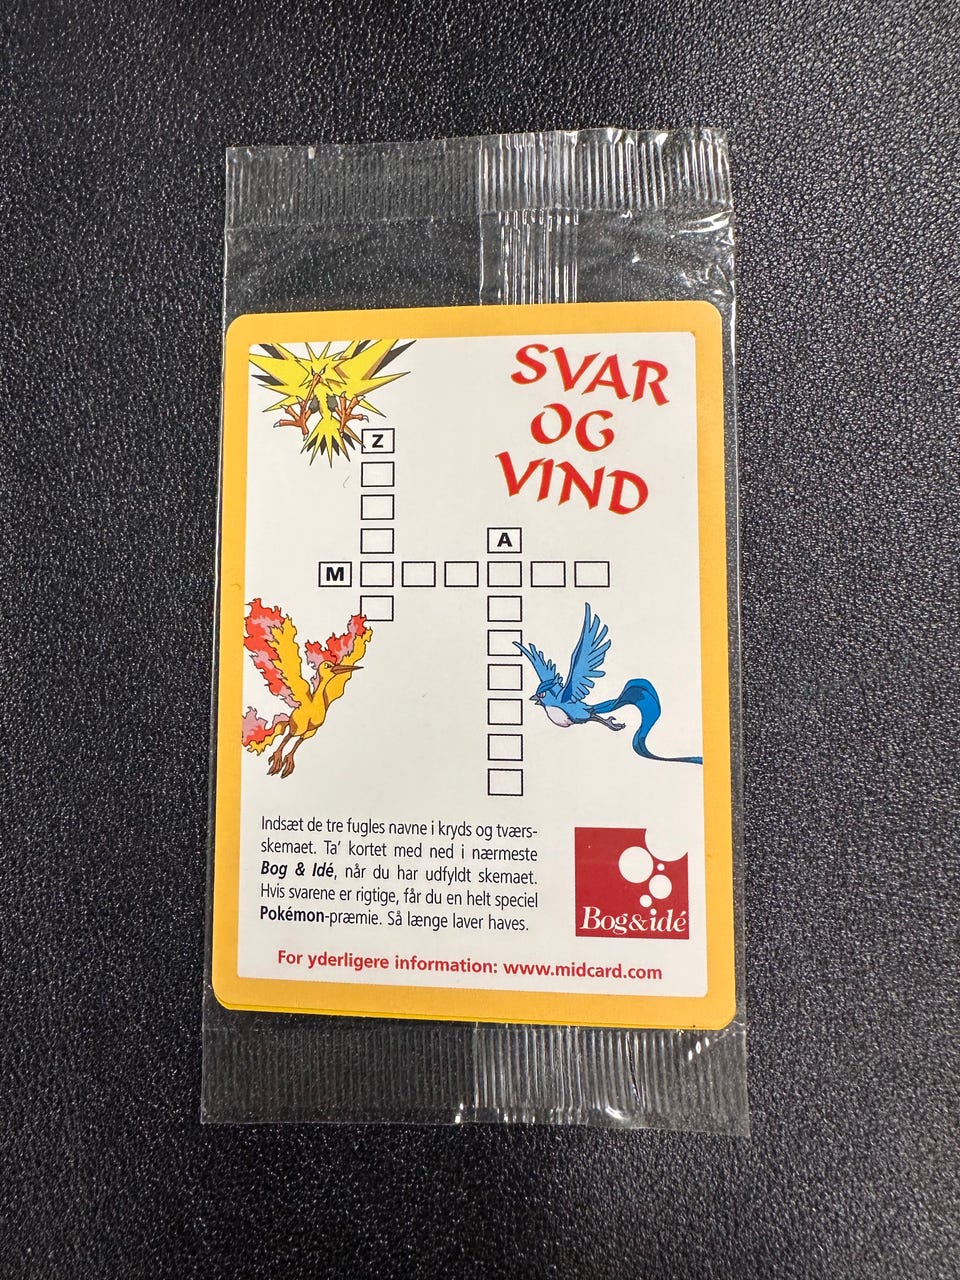 SVAR
OG
VIND
Z
A
M
Indsæt de tre fugles navne i kryds og tværs-
skemaet. Ta' kortet med ned i nærmeste
Bog & Idé, når du har udfyldt skemaet.
Hvis svarene er rigtige, får du en helt speciel
Pokémon-præmie. Så længe laver haves.
Bog&idé
For yderligere information: www.midcard.com